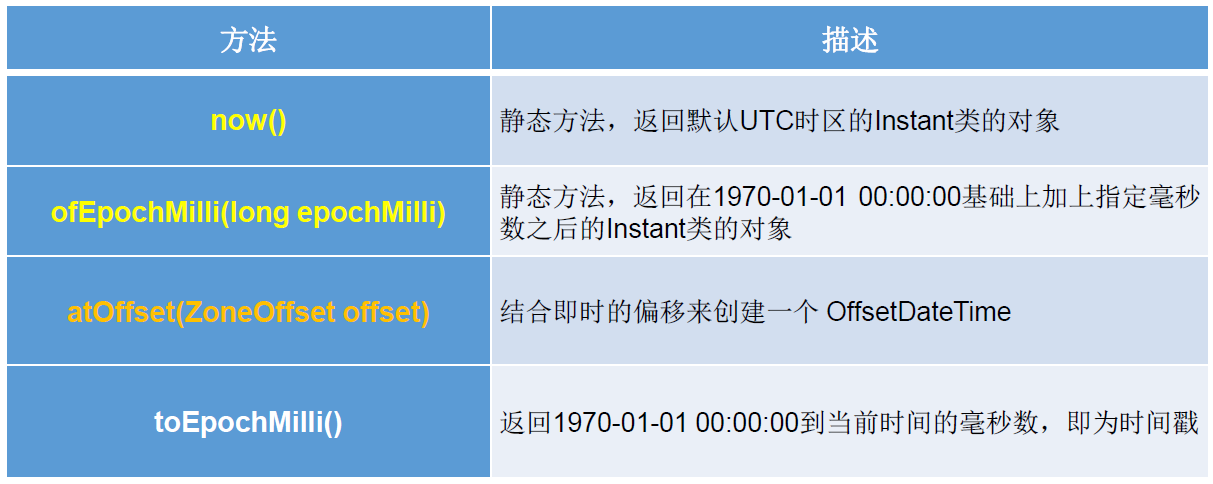 方法
描述
now()
静态方法，返回默认UTC时区的Instant类的对象
ofEpochMilli(long epochMilli)
静态方法，返回在1970-01-01 00:00:00基础上加上指定毫秒
数之后的Instant类的对象
atOffset(ZoneOffset offset)
结合即时的偏移来创建一个 OffsetDateTime
toEpochMilli()
返回1970-01-01 00:00:00到当前时间的毫秒数，即为时间戳